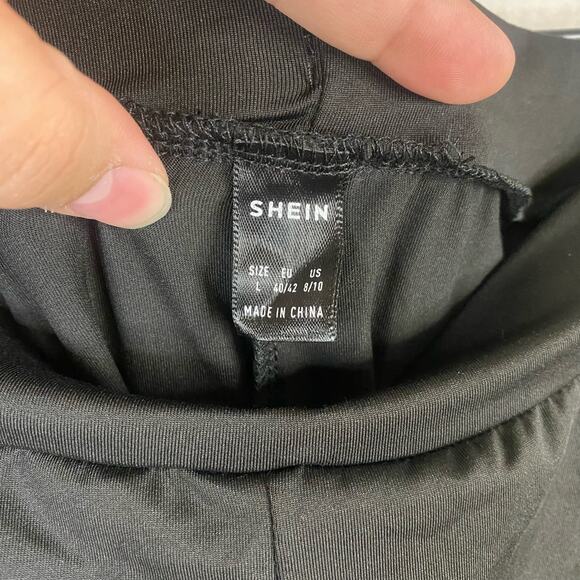 SHEIN
SIZE EU US
L 40/42 8/10
MADE IN CHINA